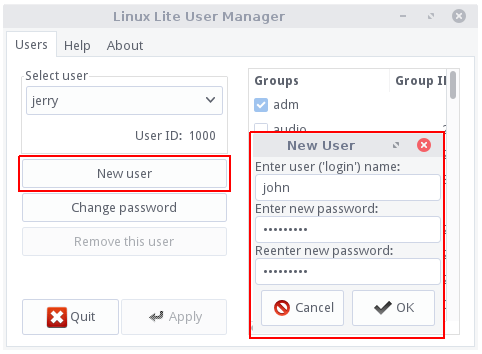 Linux Lite User Manager
Users Help About
Select user
jerry
User ID: 1000
New user
Change password
Remove this user
Quit
Apply
Groups Group I
adm
audio
New User
Enter user ('login') name:
john
Enter new password:
•••••••••
Reenter new password:
•••••••••
Cancel
OK